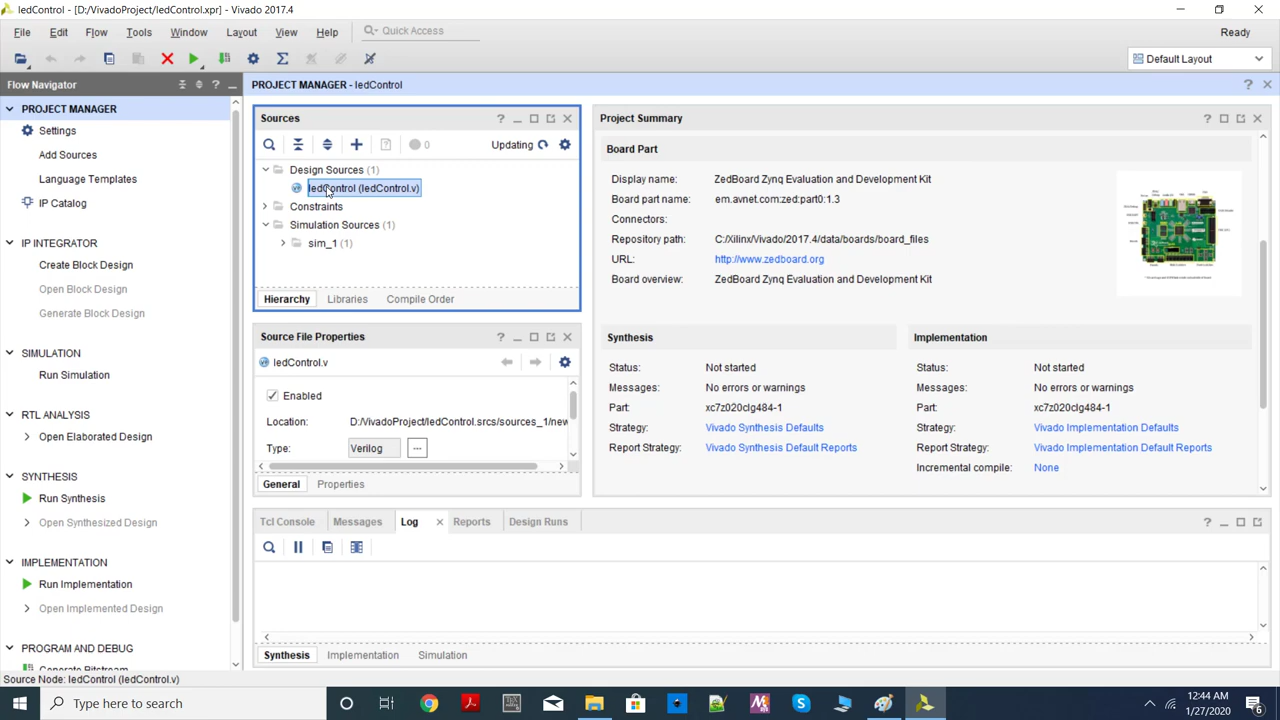 ledControl - [D:/VivadoProject/ledControl.xpr] - Vivado 2017.4
File Edit Flow Tools Window Layout View Help Quick Access Ready
Default Layout
Flow Navigator
PROJECT MANAGER - ledControl
PROJECT MANAGER
Settings
Add Sources
Language Templates
IP Catalog
IP INTEGRATOR
Create Block Design
Open Block Design
Generate Block Design
SIMULATION
Run Simulation
RTL ANALYSIS
Open Elaborated Design
SYNTHESIS
Run Synthesis
Open Synthesized Design
IMPLEMENTATION
Run Implementation
Open Implemented Design
PROGRAM AND DEBUG
Generate Bitstream
Sources
0 Updating
Design Sources (1)
ledControl (ledControl.v)
Constraints
Simulation Sources (1)
sim_1 (1)
Hierarchy Libraries Compile Order
Source File Properties
ledControl.v
Enabled
Location: D:/VivadoProject/ledControl.srcs/sources_1/new
Type: Verilog ...
General Properties
Project Summary
Board Part
Display name: ZedBoard Zynq Evaluation and Development Kit
Board part name: em.avnet.com:zed:part0:1.3
Connectors:
Repository path: C:/Xilinx/Vivado/2017.4/data/boards/board_files
URL: http://www.zedboard.org
Board overview: ZedBoard Zynq Evaluation and Development Kit
Synthesis
Status: Not started
Messages: No errors or warnings
Part: xc7z020clg484-1
Strategy: Vivado Synthesis Defaults
Report Strategy: Vivado Synthesis Default Reports
Implementation
Status: Not started
Messages: No errors or warnings
Part: xc7z020clg484-1
Strategy: Vivado Implementation Defaults
Report Strategy: Vivado Implementation Default Reports
Incremental compile: None
Tcl Console Messages Log Reports Design Runs
Synthesis Implementation Simulation
Source Node: ledControl (ledControl.v)
Type here to search
12:44 AM
1/27/2020
6